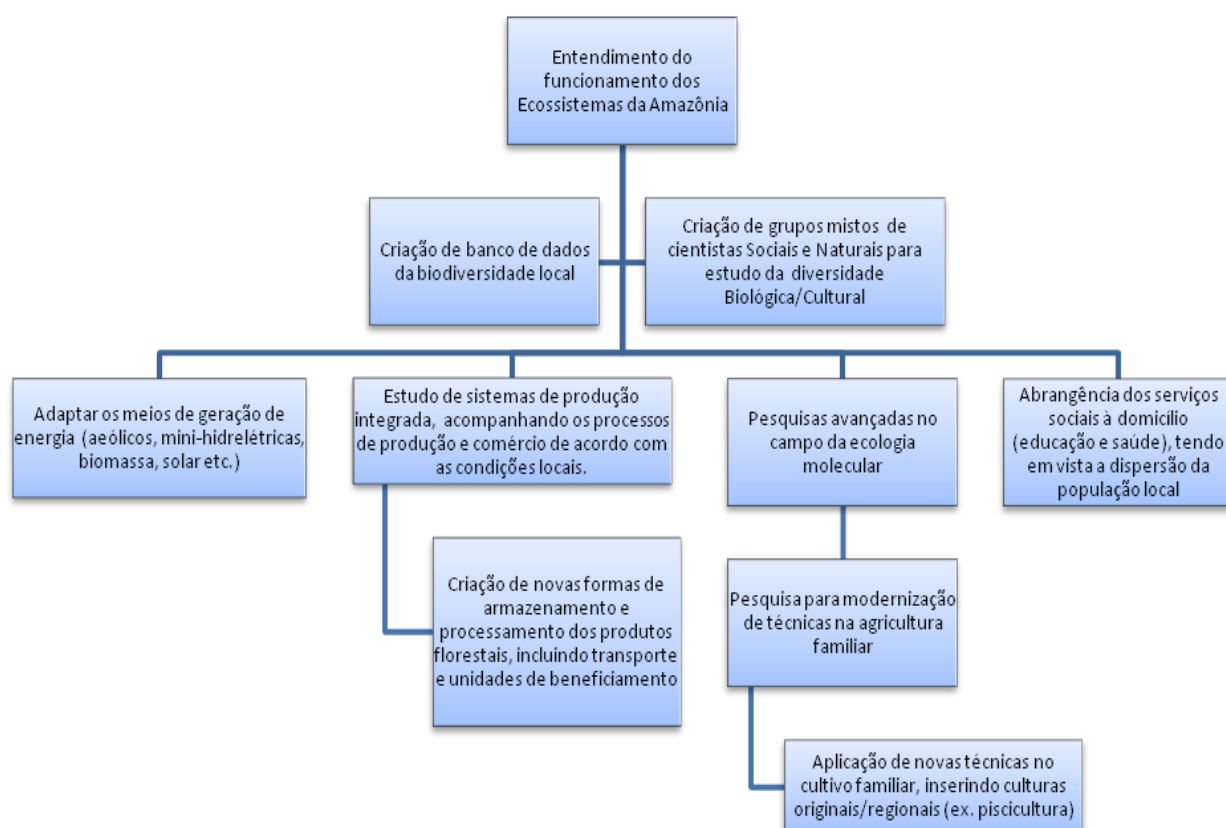 Entendimento do
funcionamento dos
Ecossistemas da Amazônia
Criação de banco de dados
da biodiversidade local
Criação de grupos mistos de
cientistas Sociais e Naturais para
estudo da diversidade
Biológica/Cultural
Adaptar os meios de geração de
energia (aeólicos, mini-hidrelétricas,
biomassa, solar etc.)
Estudo de sistemas de produção
integrada, acompanhando os processos
de produção e comércio de acordo com
as condições locais.
Pesquisas avançadas no
campo da ecologia
molecular
Abrangência dos serviços
sociais à domicílio
(educação e saúde), tendo
em vista a dispersão da
população local
Criação de novas formas de
armazenamento e
processamento dos produtos
florestais, incluindo transporte
e unidades de beneficiamento
Pesquisa para modernização
de técnicas na agricultura
familiar
Aplicação de novas técnicas no
cultivo familiar, inserindo culturas
originais/regionais (ex. piscicultura)